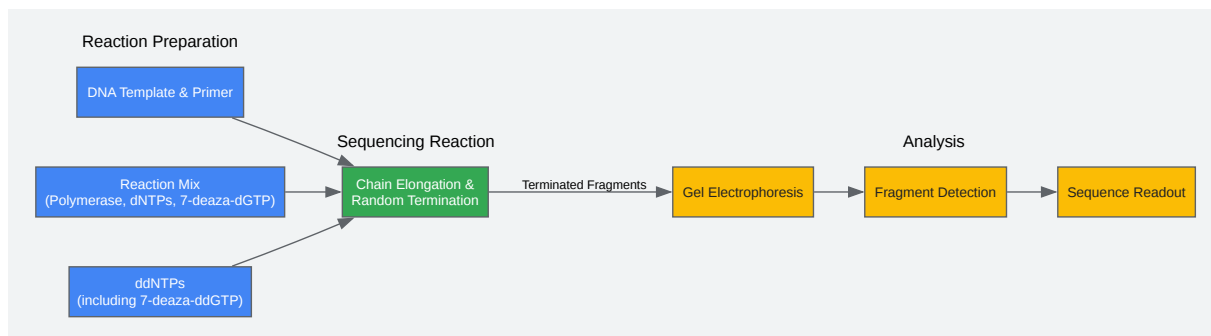 Reaction Preparation
DNA Template & Primer
Sequencing Reaction
Analysis
Reaction Mix
(Polymerase, dNTPs, 7-deaza-dGTP)
Chain Elongation &
Random Termination
Terminated Fragments
Gel Electrophoresis
Fragment Detection
Sequence Readout
ddNTPs
(including 7-deaza-ddGTP)